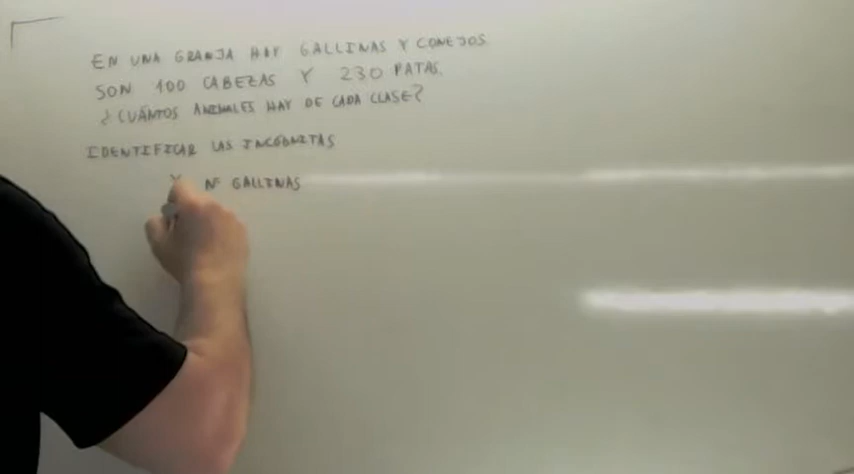 EN UNA GRANJA HAY GALLINAS Y CONEJOS
SON 100 CABEZAS Y 230 PATAS.
¿CUÁNTOS ANIMALES HAY DE CADA CLASE?
IDENTIFICAR LAS INCÓGNITAS
X Nº GALLINAS